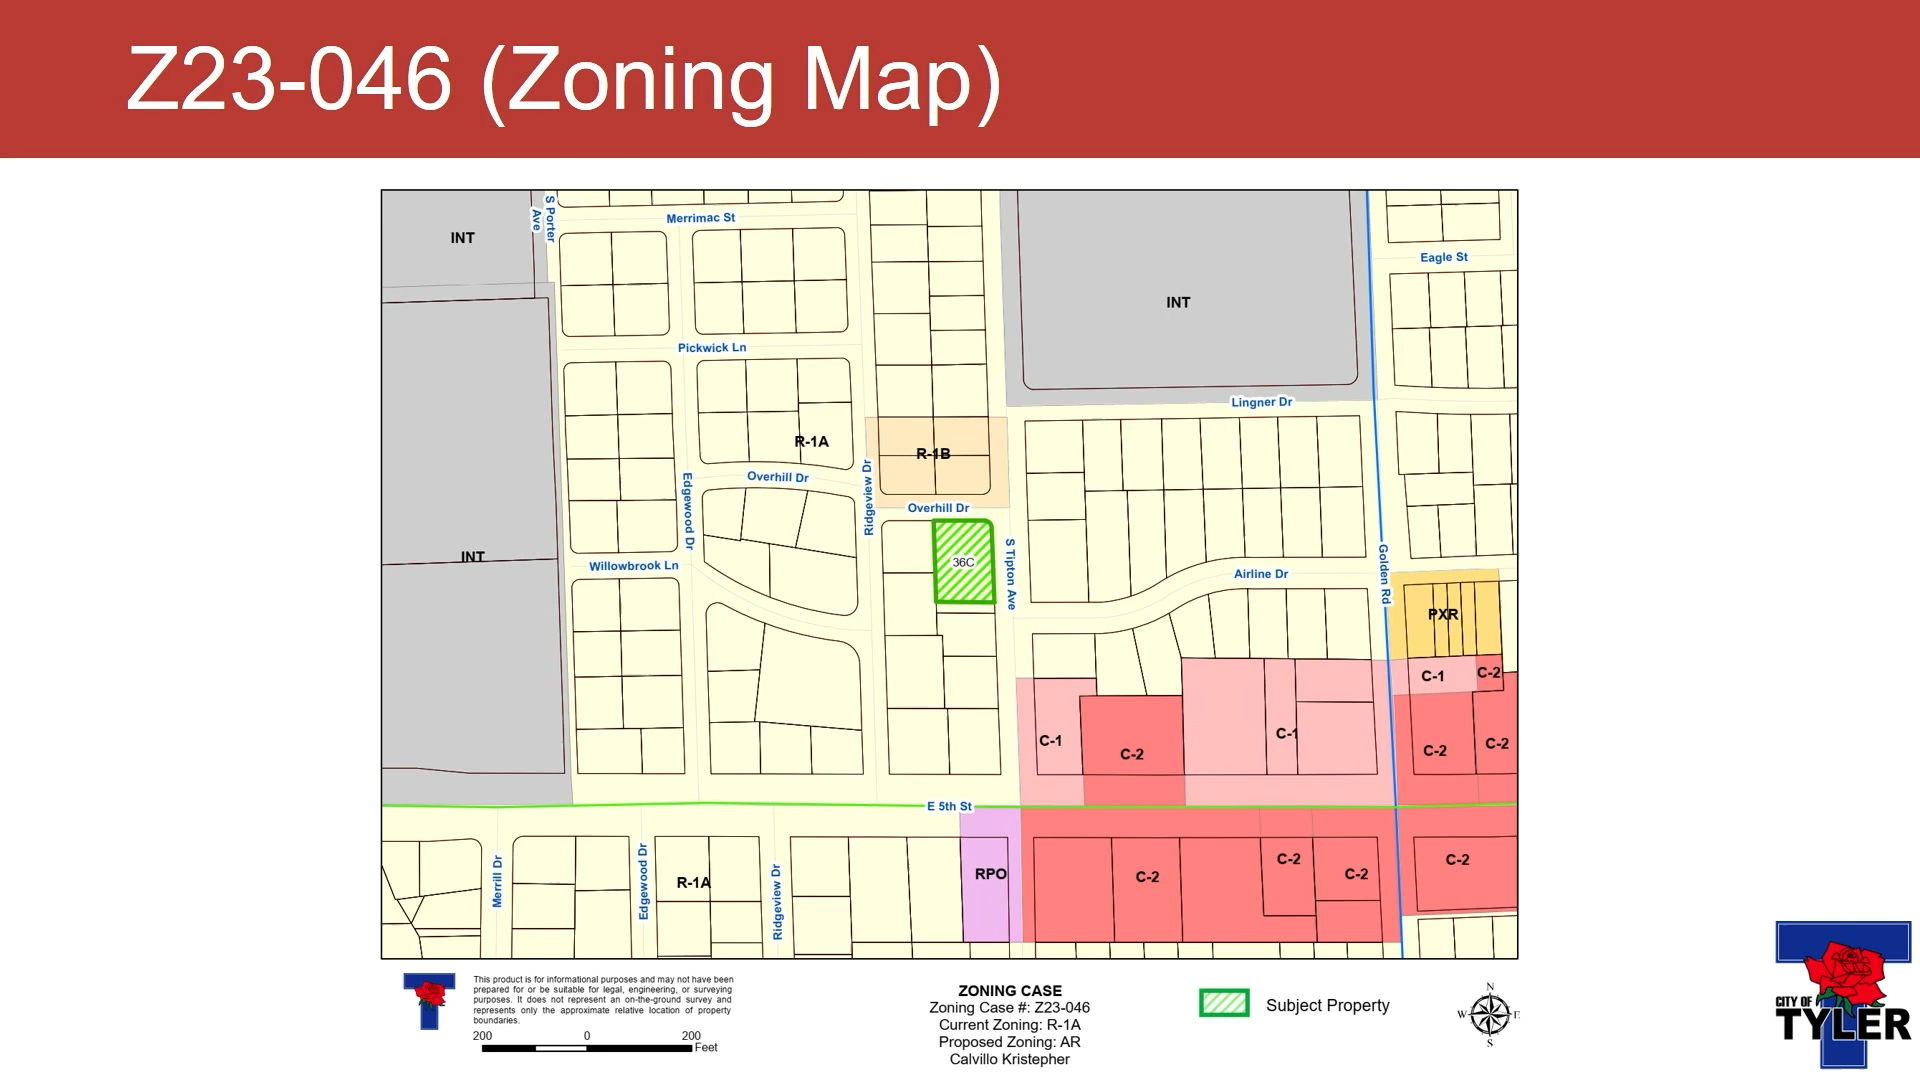 Z23-046 (Zoning Map)
INT
S Porter
Ave
Merrimac St
Eagle St
INT
Pickwick Ln
Lingner Dr
R-1A
R-1B
Overhill Dr
Ridgeview Dr
Edgewood Dr
Overhill Dr
INT
36C
S Tipton Ave
Golden Rd
Willowbrook Ln
Airline Dr
PXR
C-1
C-2
C-1
C-2
C-1
C-2
C-2
E 5th St
Merrill Dr
Edgewood Dr
R-1A
Ridgeview Dr
RPO
C-2
C-2
C-2
C-2
This product is for informational purposes and may not have been
prepared for or be suitable for legal, engineering, or surveying
purposes. It does not represent an on-the-ground survey and
represents only the approximate relative location of property
boundaries.
200 0 200
Feet
ZONING CASE
Zoning Case #: Z23-046
Current Zoning: R-1A
Proposed Zoning: AR
Calvillo Kristepher
Subject Property
N
W E
S
CITY OF
TYLER